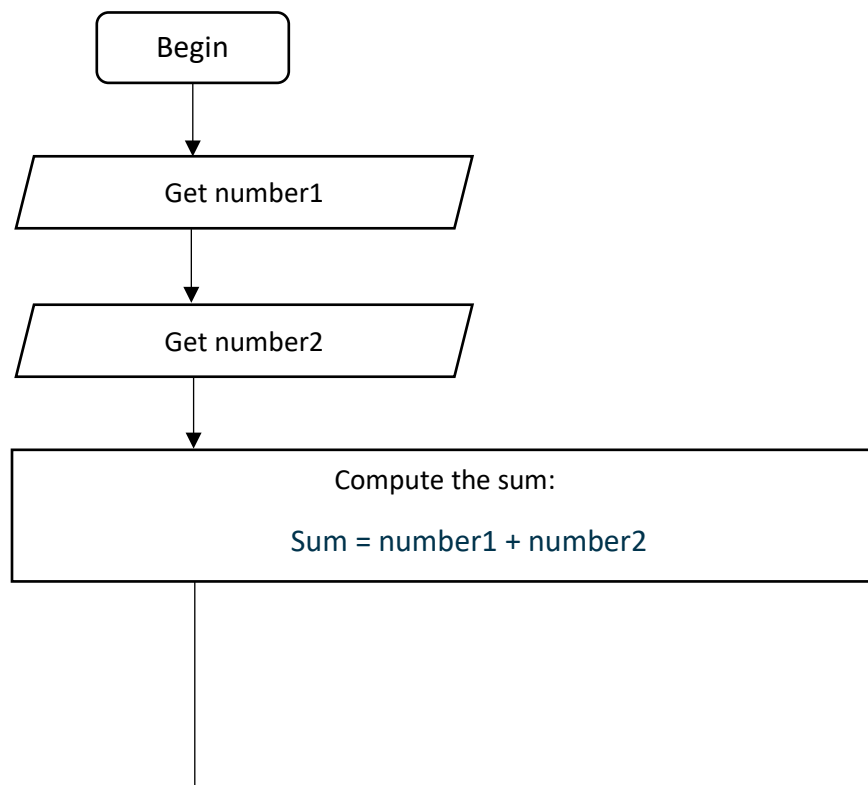 Begin
Get number1
Get number2
Compute the sum:
Sum = number1 + number2